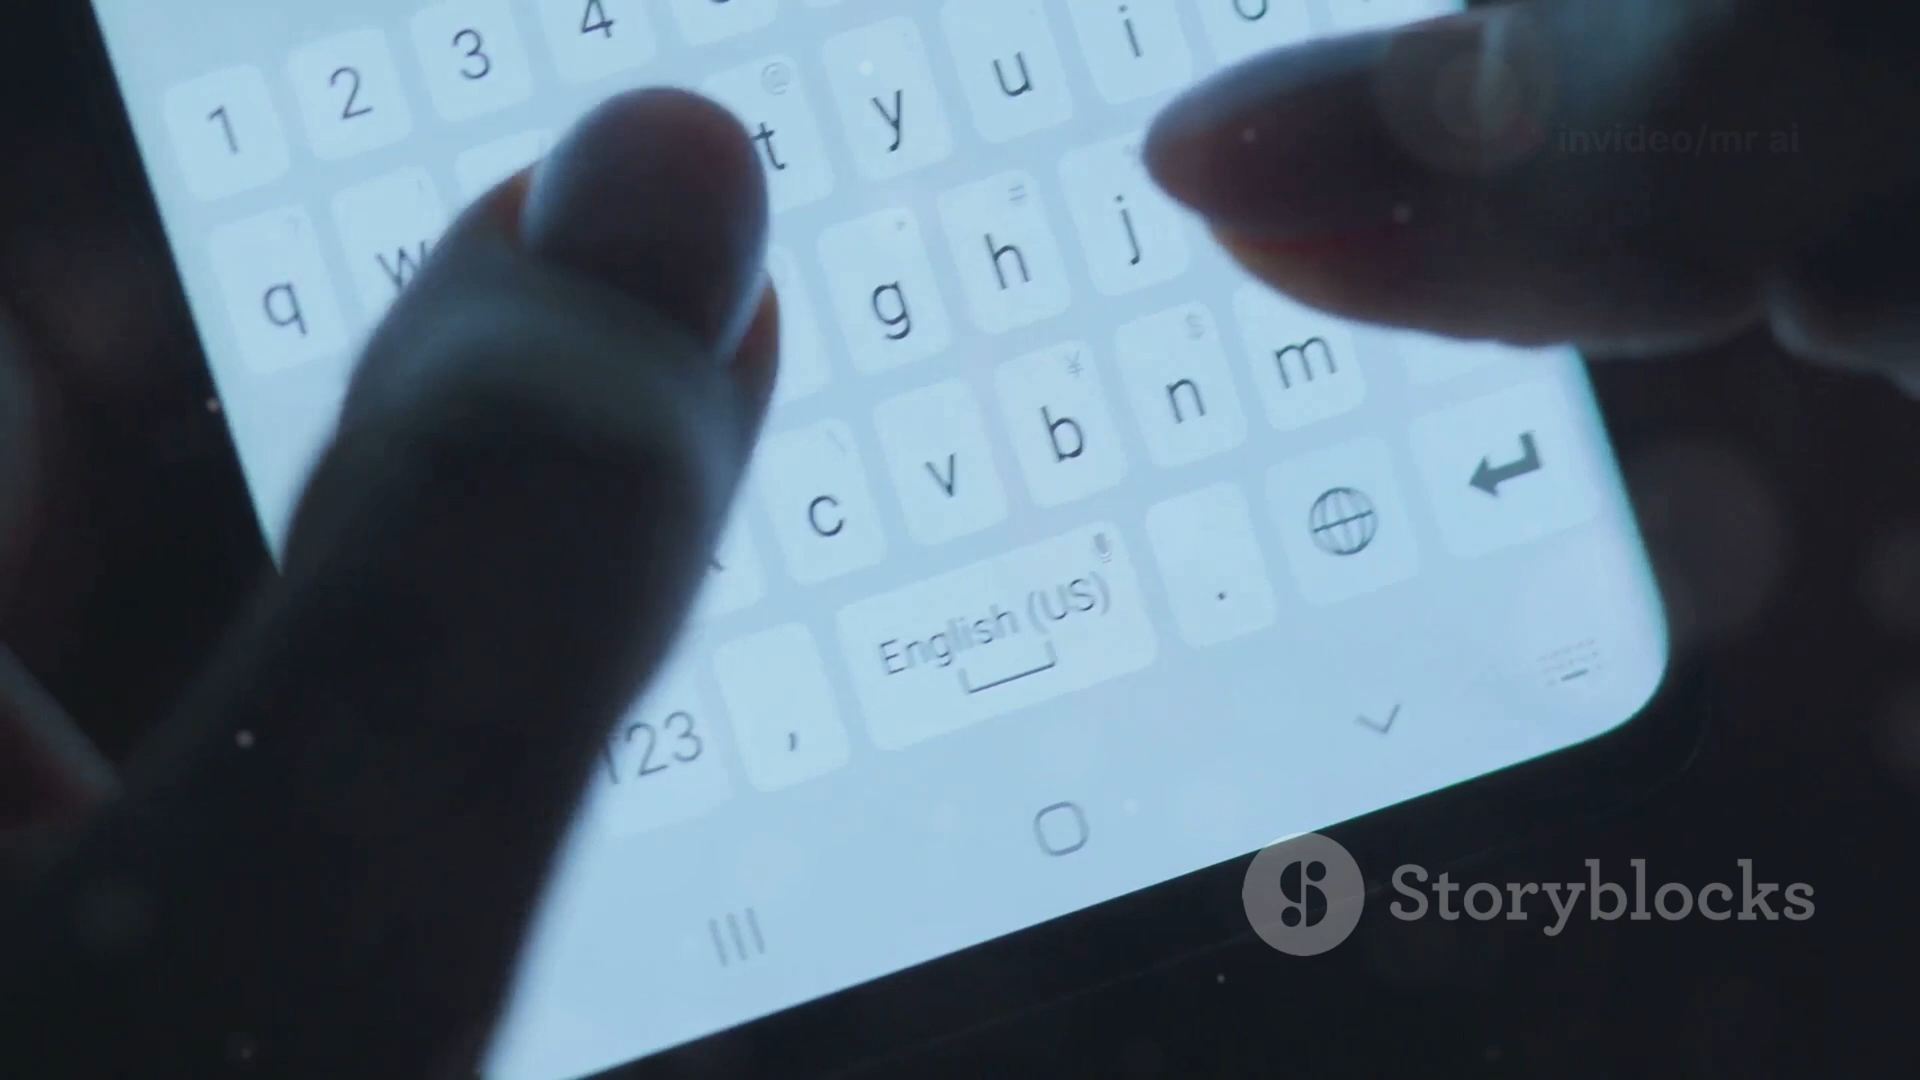 1 2 3 4
q w t y u i
@
g h j
=
c v b n m
¥ $
123 , English (US) .
invideo/mr ai
Storyblocks